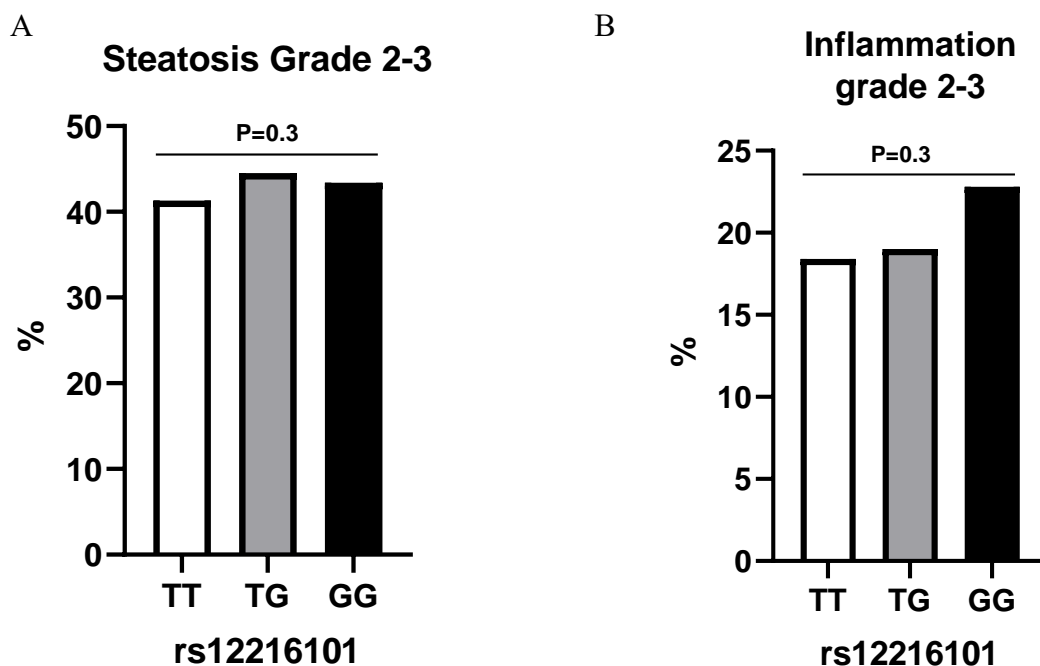 A
Steatosis Grade 2-3
P=0.3
50
40
30
20
10
0
%
TT TG GG
rs12216101
B
Inflammation
grade 2-3
P=0.3
25
20
15
10
5
0
%
TT TG GG
rs12216101